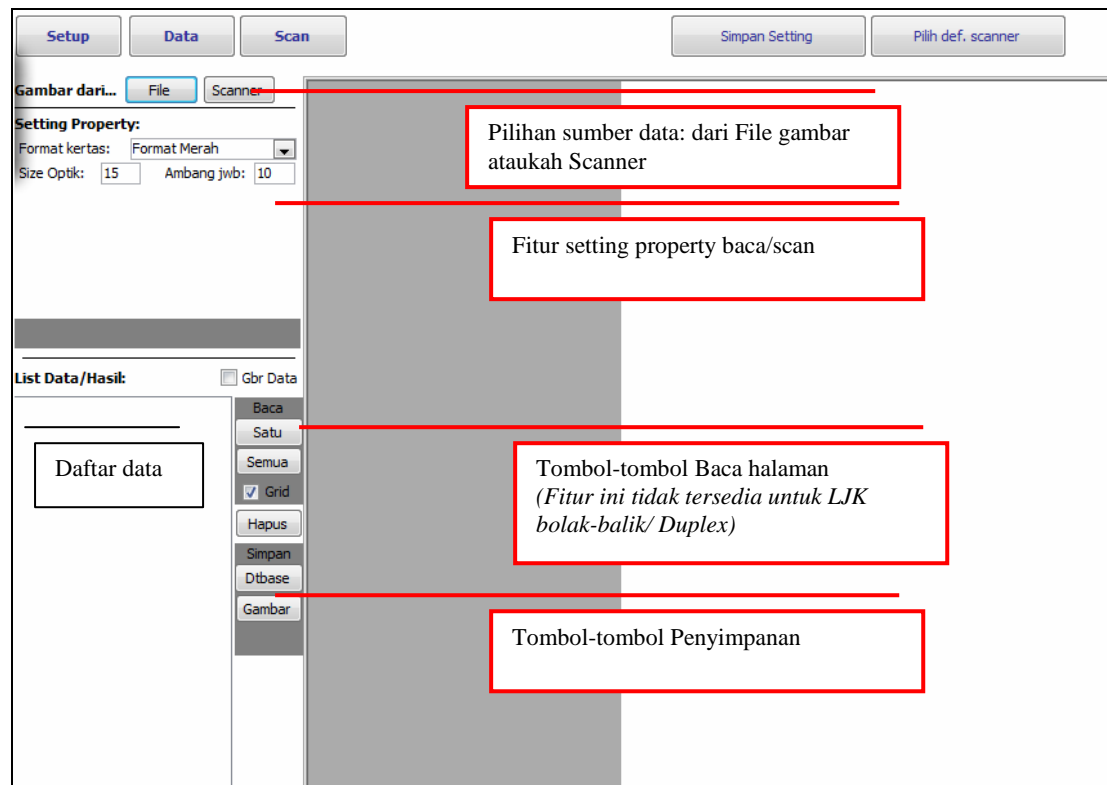 Setup Data Scan Simpan Setting Pilih def. scanner
Gambar dari... File Scanner
Setting Property:
Format kertas: Format Merah
Size Optik: 15 Ambang jwb: 10
Pilihan sumber data: dari File gambar
ataukah Scanner
Fitur setting property baca/scan
List Data/Hasil: Gbr Data
Baca
Satu
Semua
Grid
Hapus
Simpan
Dtbase
Gambar
Daftar data
Tombol-tombol Baca halaman
(Fitur ini tidak tersedia untuk LJK
bolak-balik/ Duplex)
Tombol-tombol Penyimpanan